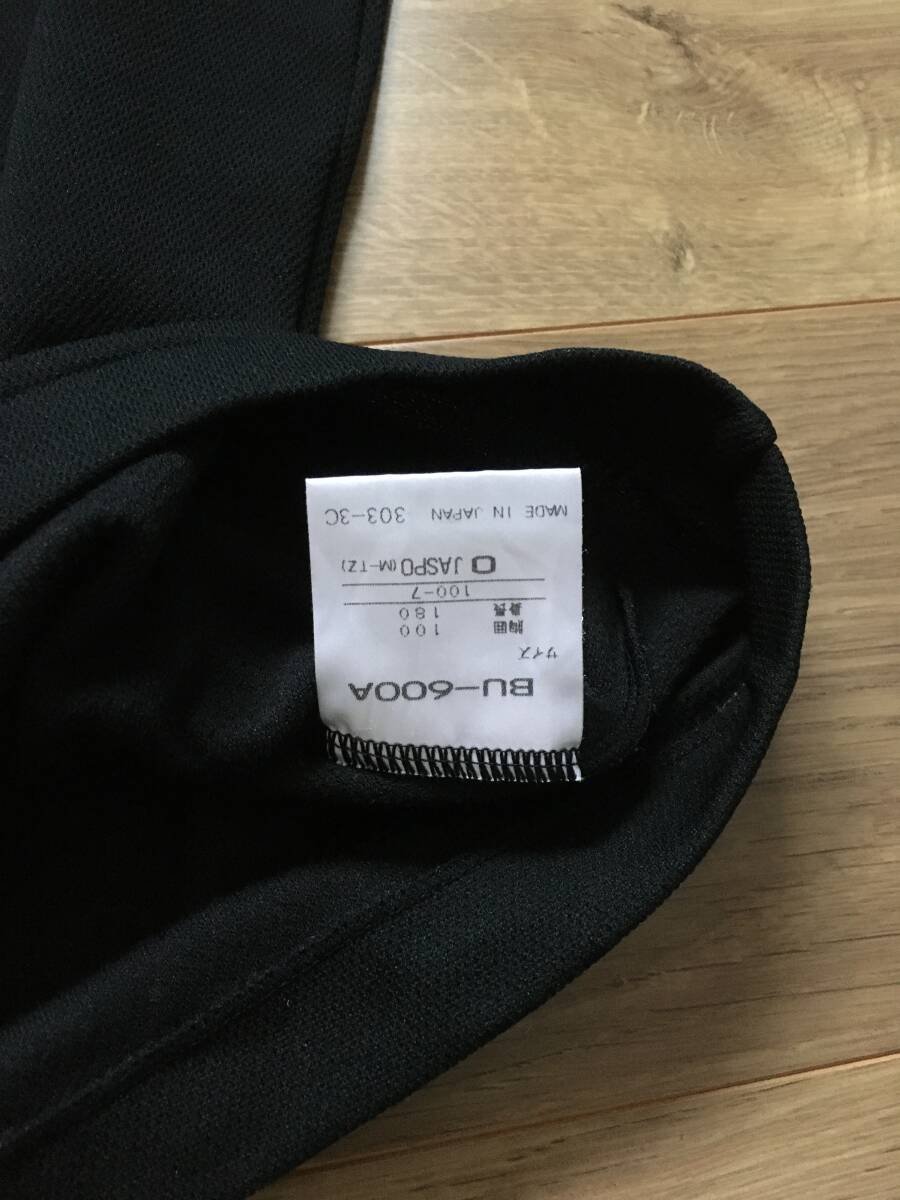 BU-600A
サイズ
胸囲 100
身長 180
100-7
O JASPO(M-TZ)
MADE IN JAPAN 303-3C